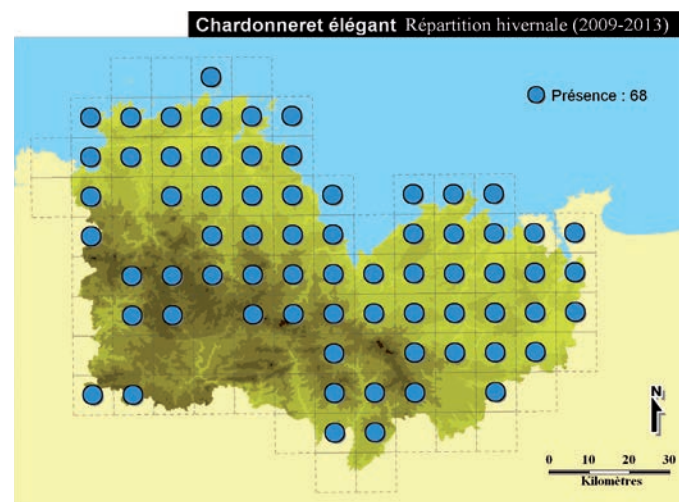 Chardonneret élégant Répartition hivernale (2009-2013)
Présence : 68
N
0 10 20 30
Kilomètres